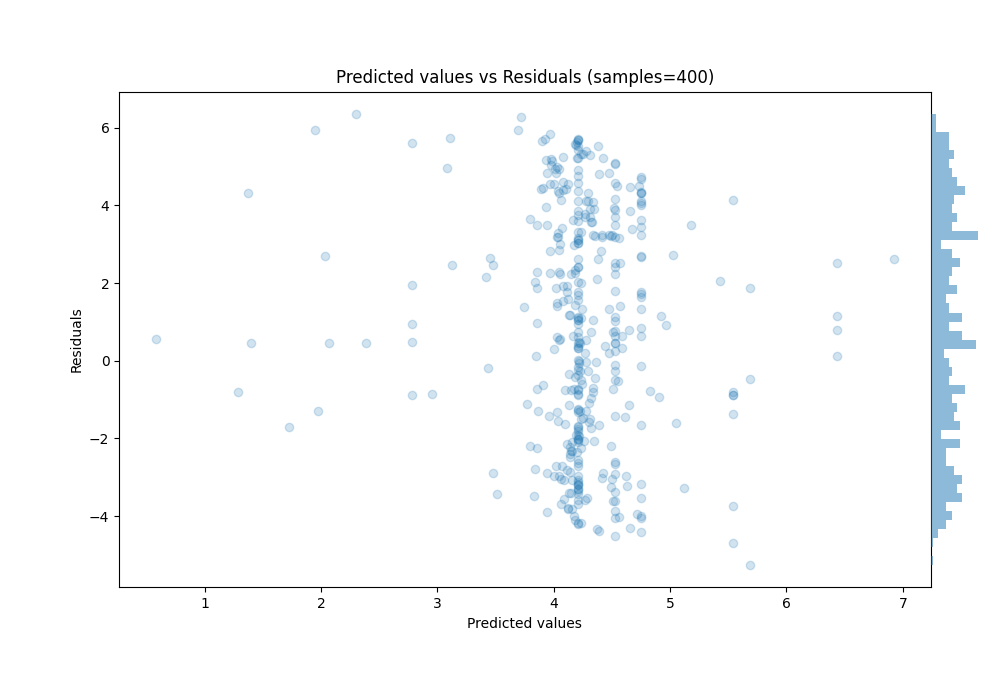 Predicted values vs Residuals (samples=400)
Residuals
6
4
2
0
−2
−4
1 2 3 4 5 6 7
Predicted values